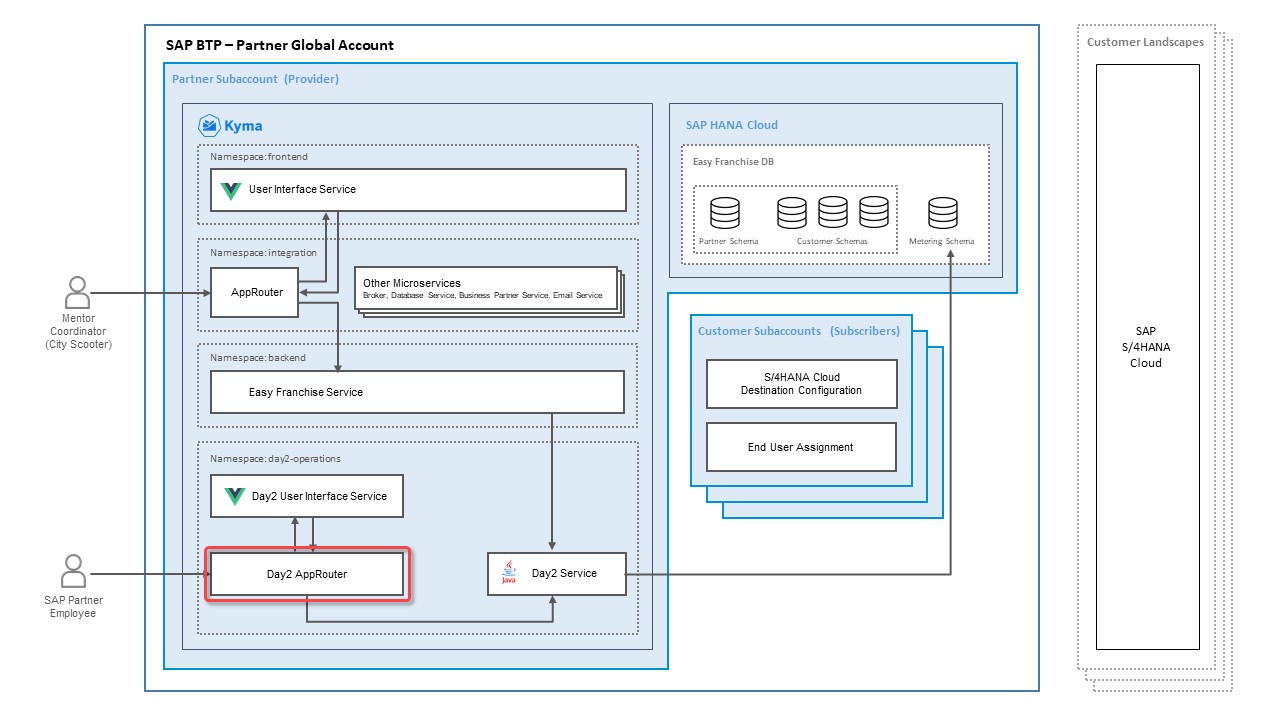 SAP BTP – Partner Global Account
Partner Subaccount (Provider)
Kyma
Namespace: frontend
User Interface Service
Namespace: integration
AppRouter
Other Microservices
Broker, Database Service, Business Partner Service, Email Service
Namespace: backend
Easy Franchise Service
Namespace: day2-operations
Day2 User Interface Service
Day2 AppRouter
Java
Day2 Service
Mentor
Coordinator
(City Scooter)
SAP Partner
Employee
SAP HANA Cloud
Easy Franchise DB
Partner Schema
Customer Schemas
Metering Schema
Customer Subaccounts (Subscribers)
S/4HANA Cloud
Destination Configuration
End User Assignment
Customer Landscapes
SAP
S/4HANA
Cloud